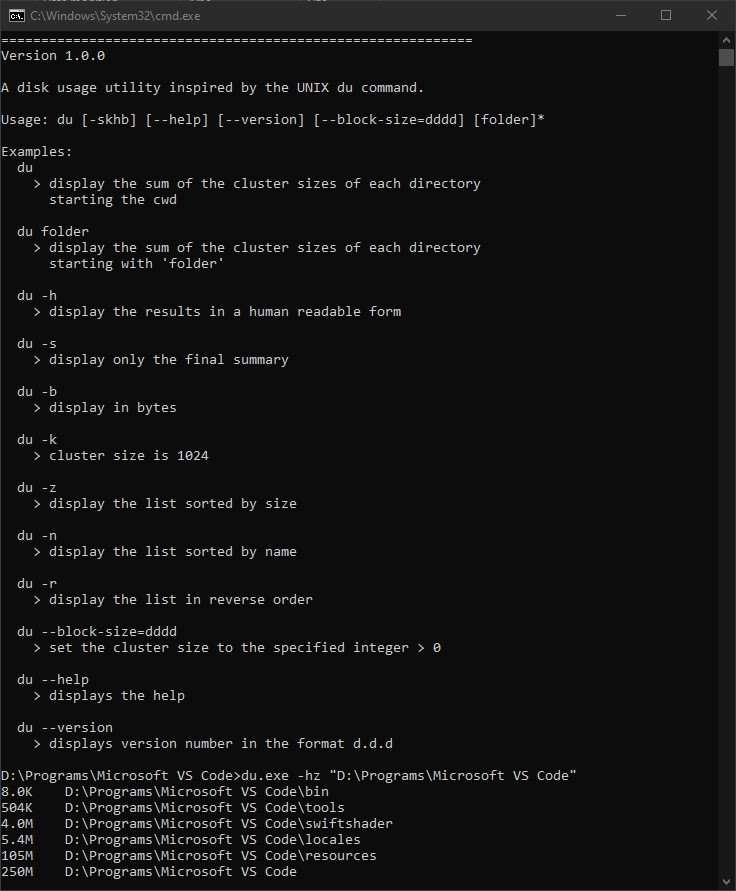 C:\Windows\System32\cmd.exe
===========================================================
Version 1.0.0
A disk usage utility inspired by the UNIX du command.
Usage: du [-skhb] [--help] [--version] [--block-size=dddd] [folder]*
Examples:
du
> display the sum of the cluster sizes of each directory
starting the cwd
du folder
> display the sum of the cluster sizes of each directory
starting with 'folder'
du -h
> display the results in a human readable form
du -s
> display only the final summary
du -b
> display in bytes
du -k
> cluster size is 1024
du -z
> display the list sorted by size
du -n
> display the list sorted by name
du -r
> display the list in reverse order
du --block-size=dddd
> set the cluster size to the specified integer > 0
du --help
> displays the help
du --version
> displays version number in the format d.d.d
D:\Programs\Microsoft VS Code>du.exe -hz "D:\Programs\Microsoft VS Code"
8.0K    D:\Programs\Microsoft VS Code\bin
504K    D:\Programs\Microsoft VS Code\tools
4.0M    D:\Programs\Microsoft VS Code\swiftshader
5.4M    D:\Programs\Microsoft VS Code\locales
105M    D:\Programs\Microsoft VS Code\resources
250M    D:\Programs\Microsoft VS Code